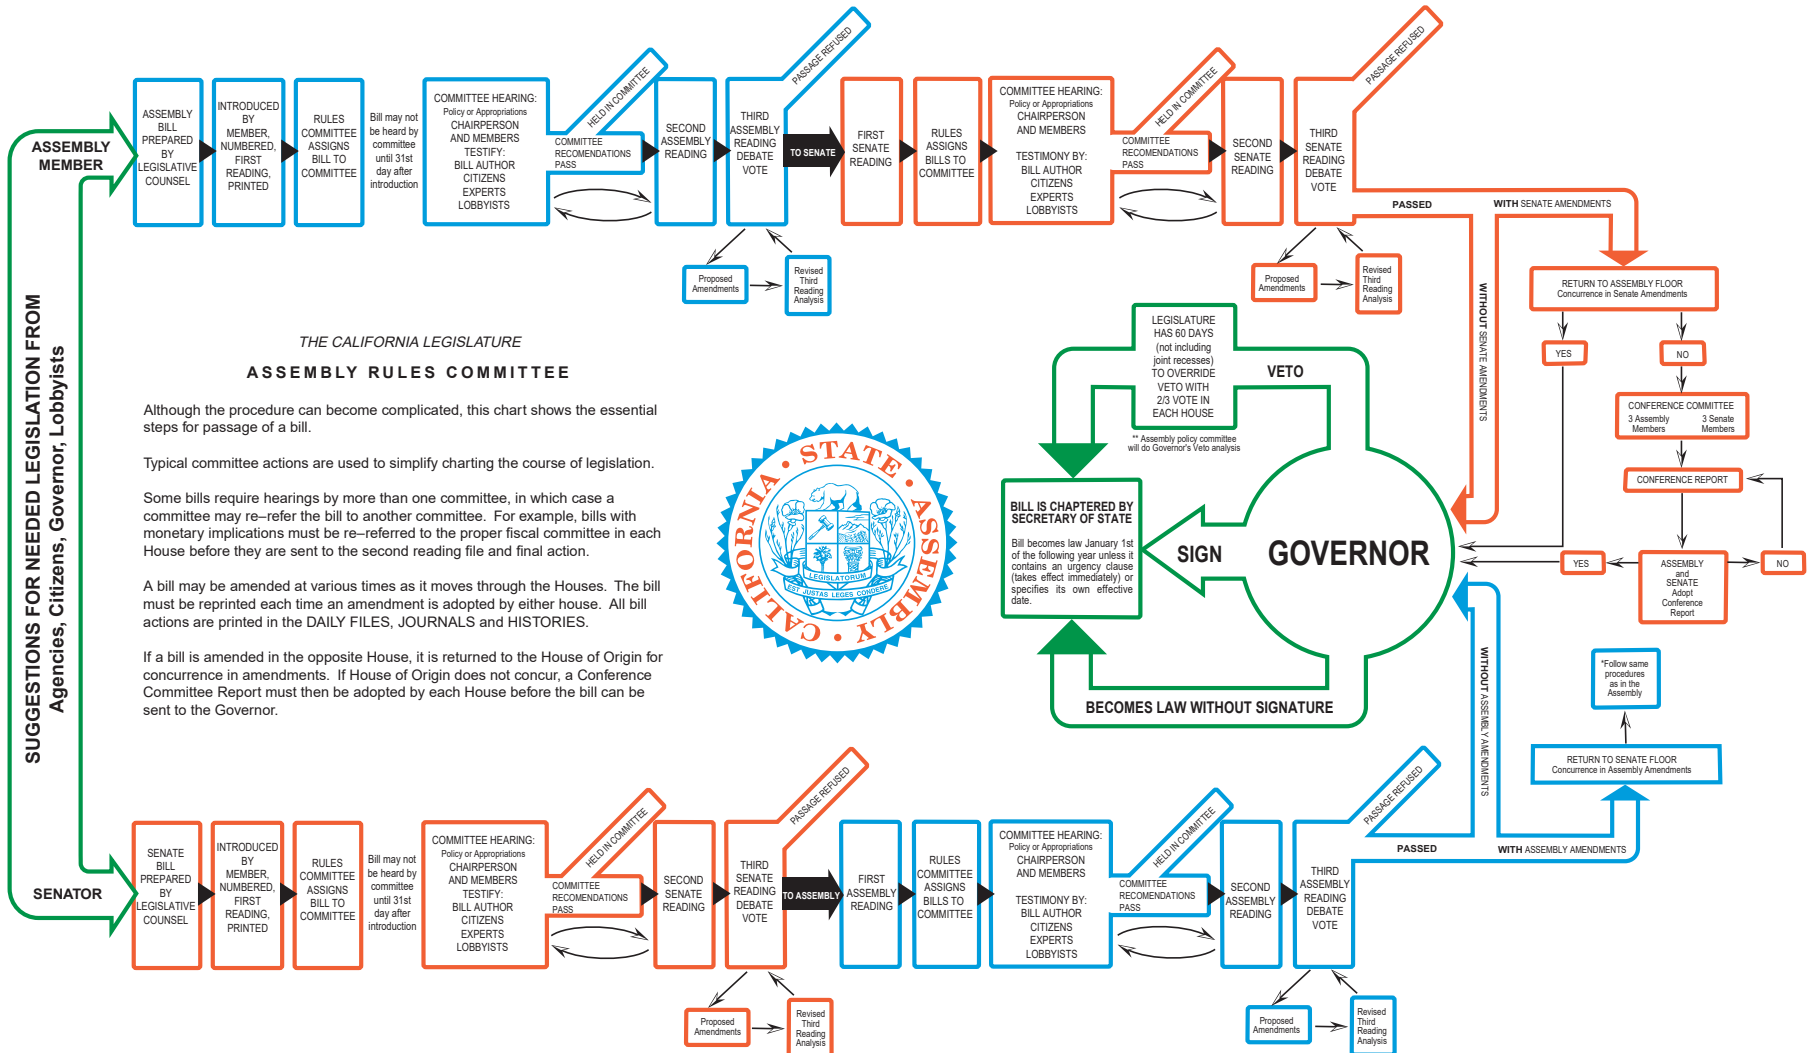 SUGGESTIONS FOR NEEDED LEGISLATION FROM
Agencies, Citizens, Governor, Lobbyists
ASSEMBLY
MEMBER
ASSEMBLY
BILL
PREPARED
BY
LEGISLATIVE
COUNSEL
INTRODUCED
BY
MEMBER,
NUMBERED,
FIRST
READING,
PRINTED
RULES
COMMITTEE
ASSIGNS
BILL TO
COMMITTEE
Bill may not
be heard by
committee
until 31st
day after
introduction
COMMITTEE HEARING:
Policy or Appropriations
CHAIRPERSON
AND MEMBERS
TESTIFY:
BILL AUTHOR
CITIZENS
EXPERTS
LOBBYISTS
HELD IN COMMITTEE
COMMITTEE
RECOMENDATIONS
PASS
SECOND
ASSEMBLY
READING
THIRD
ASSEMBLY
READING
DEBATE
VOTE
PASSAGE REFUSED
Proposed
Amendments
Revised
Third
Reading
Analysis
TO SENATE
FIRST
SENATE
READING
RULES
COMMITTEE
ASSIGNS
BILLS TO
COMMITTEE
COMMITTEE HEARING:
Policy or Appropriations
CHAIRPERSON
AND MEMBERS
TESTIMONY BY:
BILL AUTHOR
CITIZENS
EXPERTS
LOBBYISTS
HELD IN COMMITTEE
COMMITTEE
RECOMENDATIONS
PASS
SECOND
SENATE
READING
THIRD
SENATE
READING
DEBATE
VOTE
PASSAGE REFUSED
Proposed
Amendments
Revised
Third
Reading
Analysis
PASSED
WITH SENATE AMENDMENTS
WITHOUT SENATE AMENDMENTS
RETURN TO ASSEMBLY FLOOR
Concurrence in Senate Amendments
YES
NO
CONFERENCE COMMITTEE
3 Assembly 3 Senate
Members Members
CONFERENCE REPORT
YES
ASSEMBLY
and
SENATE
Adopt
Conference
Report
NO
THE CALIFORNIA LEGISLATURE
ASSEMBLY RULES COMMITTEE
Although the procedure can become complicated, this chart shows the essential
steps for passage of a bill.
Typical committee actions are used to simplify charting the course of legislation.
Some bills require hearings by more than one committee, in which case a
committee may re–refer the bill to another committee. For example, bills with
monetary implications must be re–referred to the proper fiscal committee in each
House before they are sent to the second reading file and final action.
A bill may be amended at various times as it moves through the Houses. The bill
must be reprinted each time an amendment is adopted by either house. All bill
actions are printed in the DAILY FILES, JOURNALS and HISTORIES.
If a bill is amended in the opposite House, it is returned to the House of Origin for
concurrence in amendments. If House of Origin does not concur, a Conference
Committee Report must then be adopted by each House before the bill can be
sent to the Governor.
CALIFORNIA • STATE • ASSEMBLY •
LEGISLATORUM
EST JUSTAS LEGES CONDERE
LEGISLATURE
HAS 60 DAYS
(not including
joint recesses)
TO OVERRIDE
VETO WITH
2/3 VOTE IN
EACH HOUSE
** Assembly policy committee
will do Governor's Veto analysis
VETO
BILL IS CHAPTERED BY
SECRETARY OF STATE
Bill becomes law January 1st
of the following year unless it
contains an urgency clause
(takes effect immediately) or
specifies its own effective
date.
SIGN
GOVERNOR
BECOMES LAW WITHOUT SIGNATURE
*Follow same
procedures
as in the
Assembly
RETURN TO SENATE FLOOR
Concurrence in Assembly Amendments
WITHOUT ASSEMBLY AMENDMENTS
SENATOR
SENATE
BILL
PREPARED
BY
LEGISLATIVE
COUNSEL
INTRODUCED
BY
MEMBER,
NUMBERED,
FIRST
READING,
PRINTED
RULES
COMMITTEE
ASSIGNS
BILL TO
COMMITTEE
Bill may not
be heard by
committee
until 31st
day after
introduction
COMMITTEE HEARING:
Policy or Appropriations
CHAIRPERSON
AND MEMBERS
TESTIFY:
BILL AUTHOR
CITIZENS
EXPERTS
LOBBYISTS
HELD IN COMMITTEE
COMMITTEE
RECOMENDATIONS
PASS
SECOND
SENATE
READING
THIRD
SENATE
READING
DEBATE
VOTE
PASSAGE REFUSED
Proposed
Amendments
Revised
Third
Reading
Analysis
TO ASSEMBLY
FIRST
ASSEMBLY
READING
RULES
COMMITTEE
ASSIGNS
BILLS TO
COMMITTEE
COMMITTEE HEARING:
Policy or Appropriations
CHAIRPERSON
AND MEMBERS
TESTIMONY BY:
BILL AUTHOR
CITIZENS
EXPERTS
LOBBYISTS
HELD IN COMMITTEE
COMMITTEE
RECOMENDATIONS
PASS
SECOND
ASSEMBLY
READING
THIRD
ASSEMBLY
READING
DEBATE
VOTE
PASSAGE REFUSED
Proposed
Amendments
Revised
Third
Reading
Analysis
PASSED
WITH ASSEMBLY AMENDMENTS